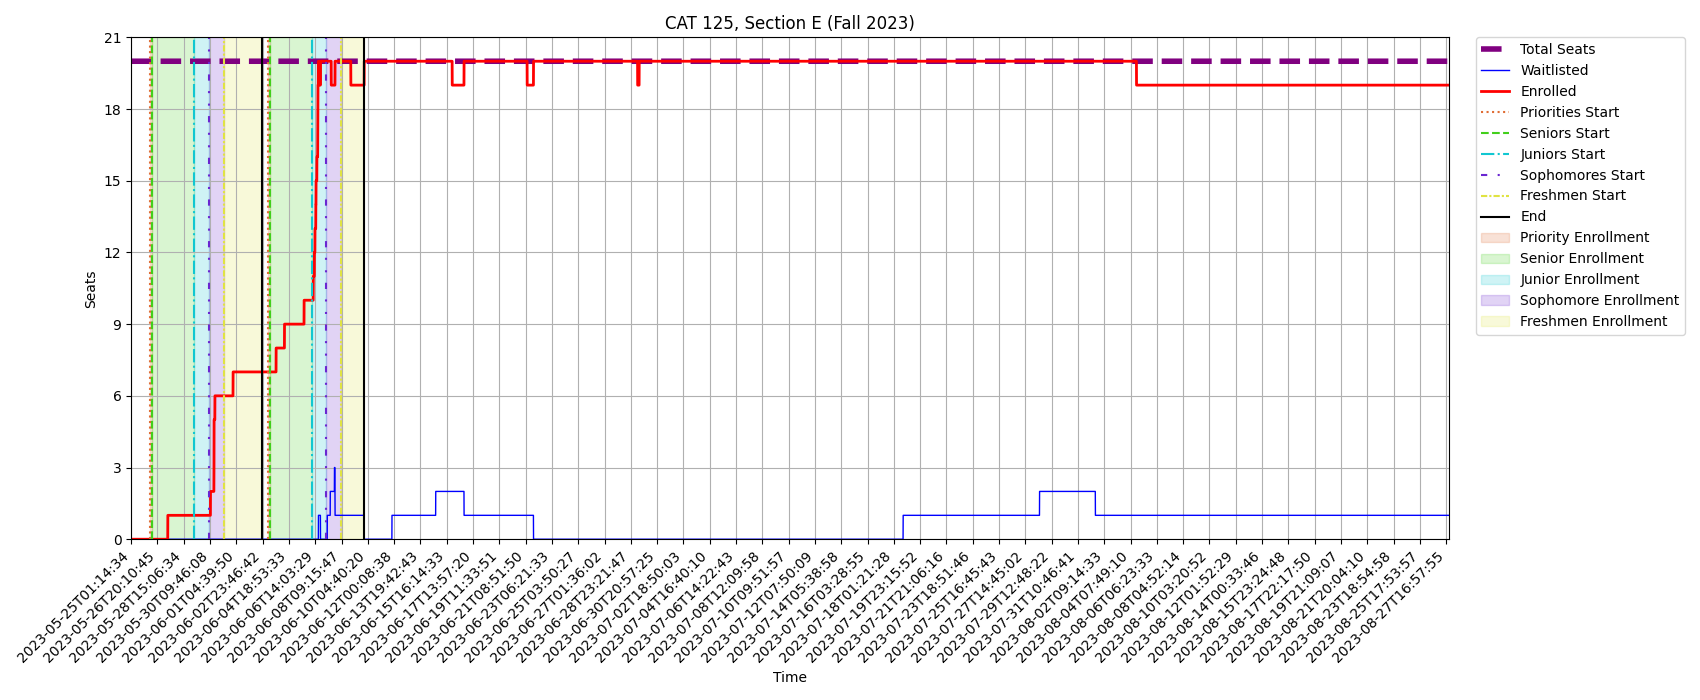 CAT 125, Section E (Fall 2023)
Seats
21
18
15
12
9
6
3
0
2023-05-25T01:14:34
2023-05-26T20:10:45
2023-05-28T15:06:34
2023-05-30T09:46:08
2023-06-01T04:39:50
2023-06-02T23:46:42
2023-06-04T18:53:33
2023-06-06T14:03:29
2023-06-08T09:15:47
2023-06-10T04:40:20
2023-06-12T00:08:38
2023-06-13T19:42:43
2023-06-15T16:14:33
2023-06-17T13:57:20
2023-06-19T11:33:51
2023-06-21T08:51:50
2023-06-23T06:21:33
2023-06-25T03:50:27
2023-06-27T01:36:02
2023-06-28T23:21:47
2023-06-30T20:57:25
2023-07-02T18:50:03
2023-07-04T16:40:10
2023-07-06T14:22:43
2023-07-08T12:09:58
2023-07-10T09:51:57
2023-07-12T07:50:09
2023-07-14T05:38:58
2023-07-16T03:28:55
2023-07-18T01:21:28
2023-07-19T23:15:52
2023-07-21T21:06:16
2023-07-23T18:51:46
2023-07-25T16:45:43
2023-07-27T14:45:02
2023-07-29T12:48:22
2023-07-31T10:46:41
2023-08-02T09:14:33
2023-08-04T07:49:10
2023-08-06T06:23:33
2023-08-08T04:52:14
2023-08-10T03:20:52
2023-08-12T01:52:29
2023-08-14T00:33:46
2023-08-15T23:24:48
2023-08-17T22:17:50
2023-08-19T21:09:07
2023-08-21T20:04:10
2023-08-23T18:54:58
2023-08-25T17:53:57
2023-08-27T16:57:55
Time
Total Seats
Waitlisted
Enrolled
Priorities Start
Seniors Start
Juniors Start
Sophomores Start
Freshmen Start
End
Priority Enrollment
Senior Enrollment
Junior Enrollment
Sophomore Enrollment
Freshmen Enrollment